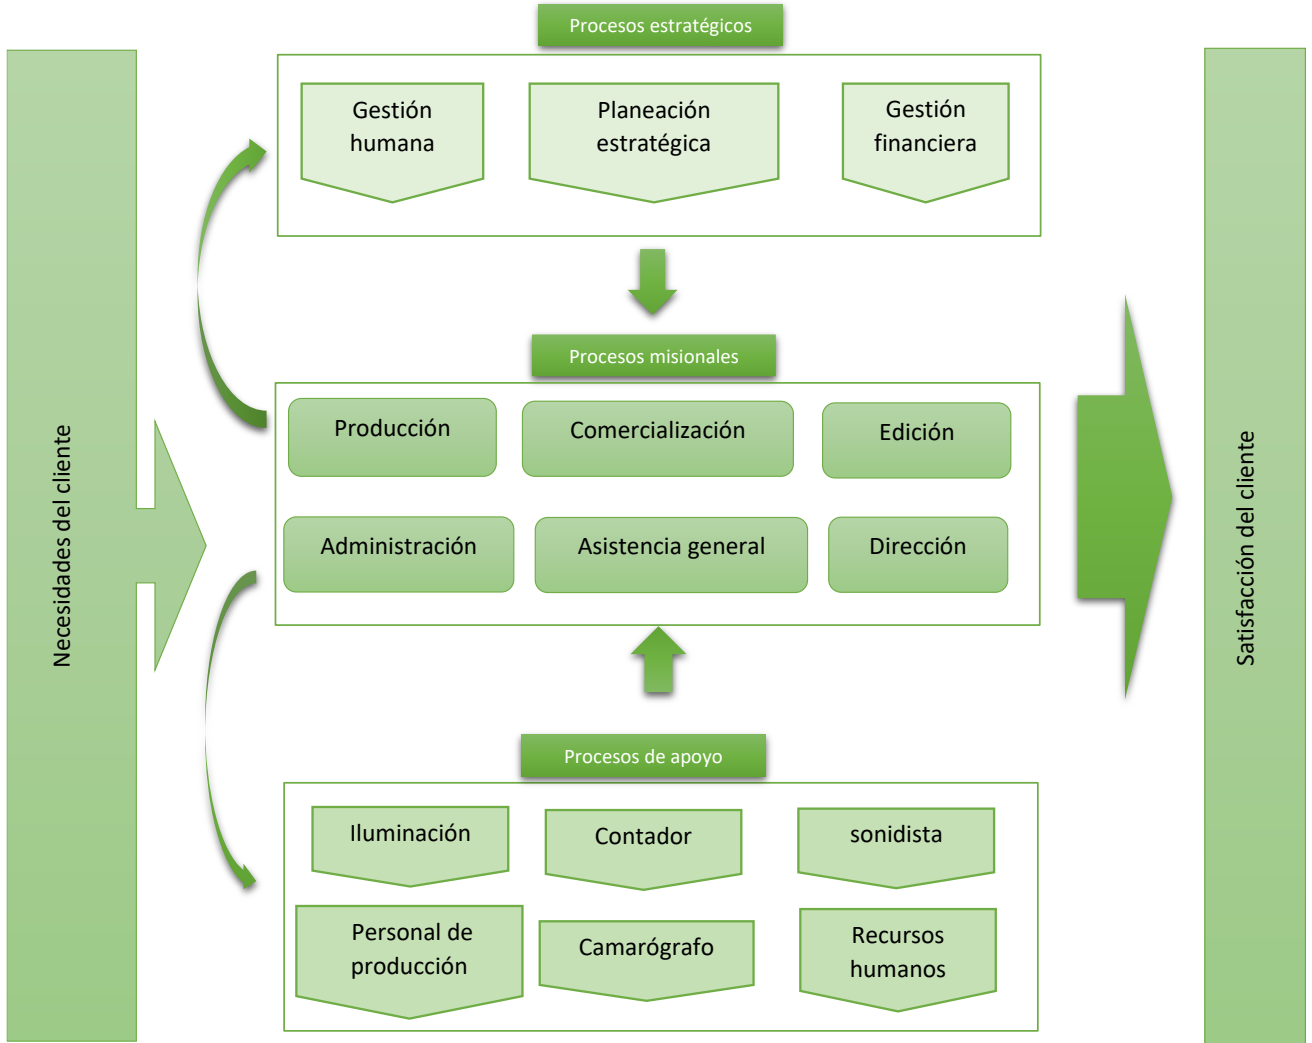 Procesos estratégicos
Gestión
humana
Planeación
estratégica
Gestión
financiera
Necesidades del cliente
Procesos misionales
Producción
Comercialización
Edición
Administración
Asistencia general
Dirección
Satisfacción del cliente
Procesos de apoyo
Iluminación
Contador
sonidista
Personal de
producción
Camarógrafo
Recursos
humanos